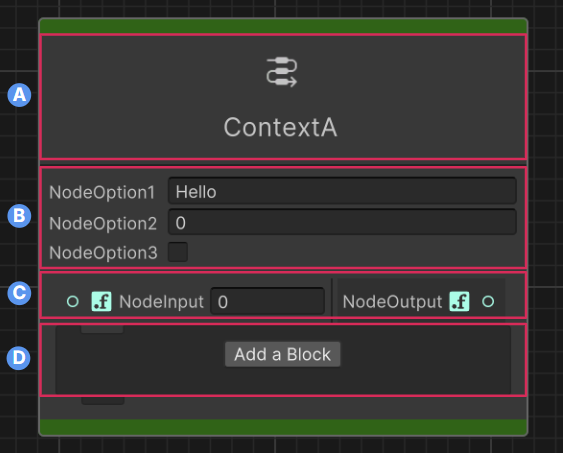 A
ContextA
B
NodeOption1 Hello
NodeOption2 0
NodeOption3
C
.f NodeInput 0 NodeOutput .f
D
Add a Block